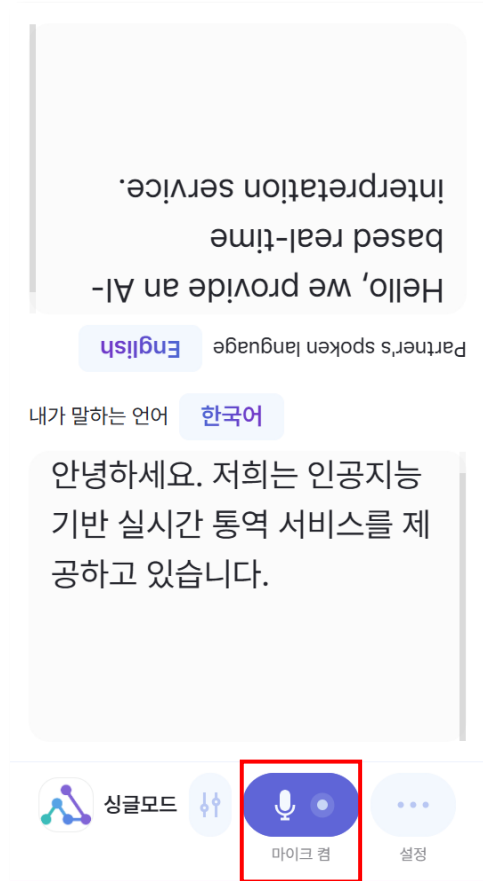 Hello, we provide an AI-
based real-time
interpretation service.
Partner's spoken language English
내가 말하는 언어 한국어
안녕하세요. 저희는 인공지능
기반 실시간 통역 서비스를 제
공하고 있습니다.
싱글모드
마이크 켬 설정